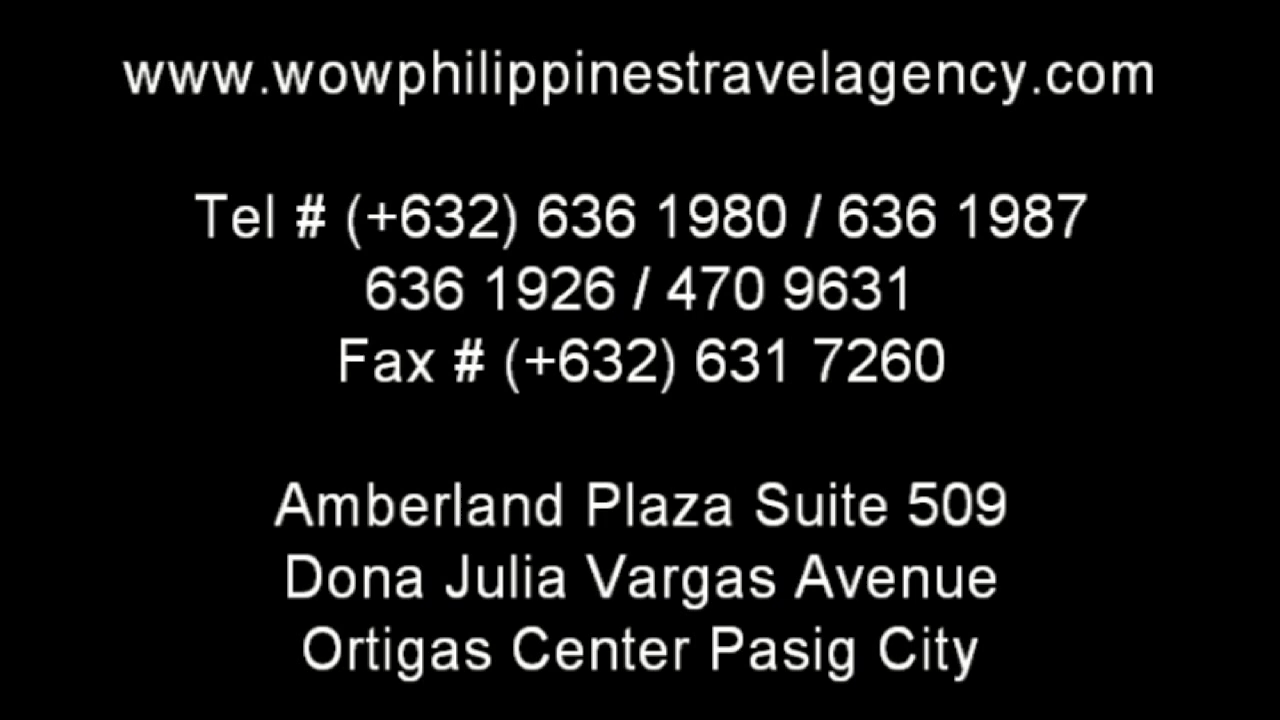 www.wowphilippinestravelagency.com
Tel # (+632) 636 1980 / 636 1987
636 1926 / 470 9631
Fax # (+632) 631 7260
Amberland Plaza Suite 509
Dona Julia Vargas Avenue
Ortigas Center Pasig City